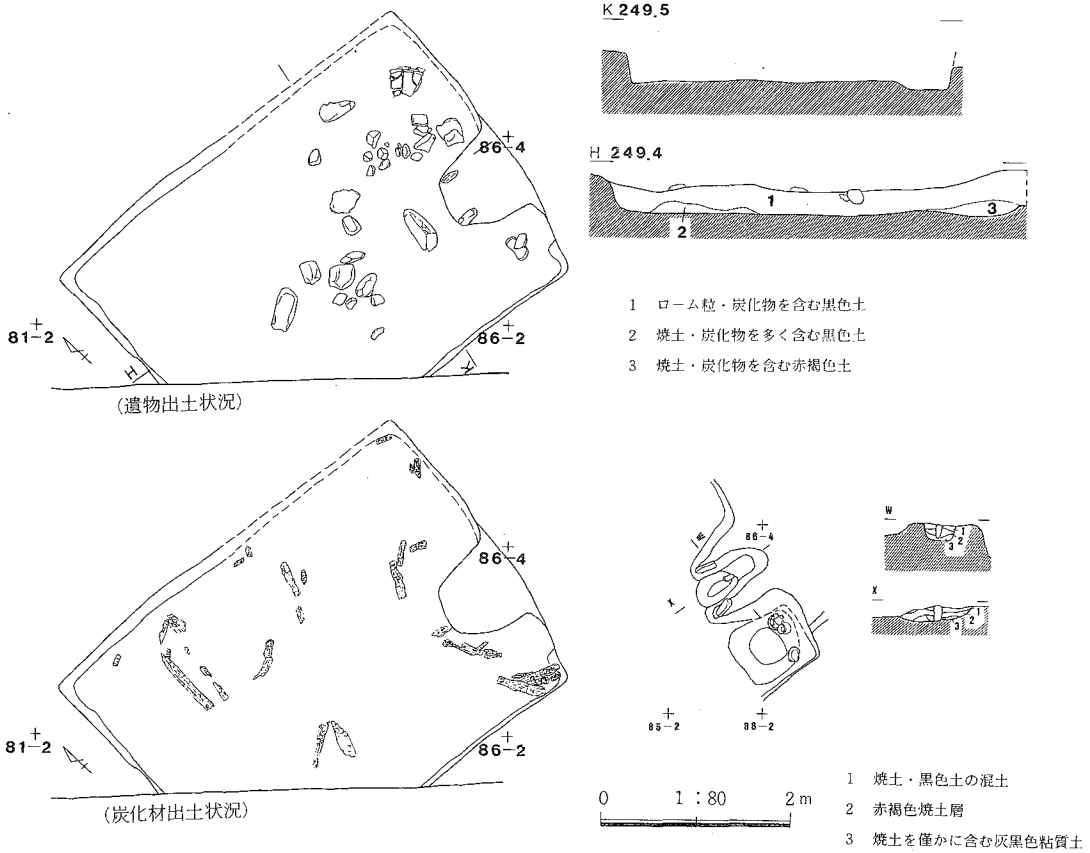 K 249.5
H 249.4
1
2
3
1 ローム粒・炭化物を含む黒色土
2 焼土・炭化物を多く含む黒色土
3 焼土・炭化物を含む赤褐色土
86-4
81-2
86-2
H
K
(遺物出土状況)
86-4
81-2
86-2
(炭化材出土状況)
W
86-4
X
85-2
86-2
W
1
2
3
X
1
2
3
0 1:80 2m
1 焼土・黒色土の混土
2 赤褐色焼土層
3 焼土を僅かに含む灰黒色粘質土